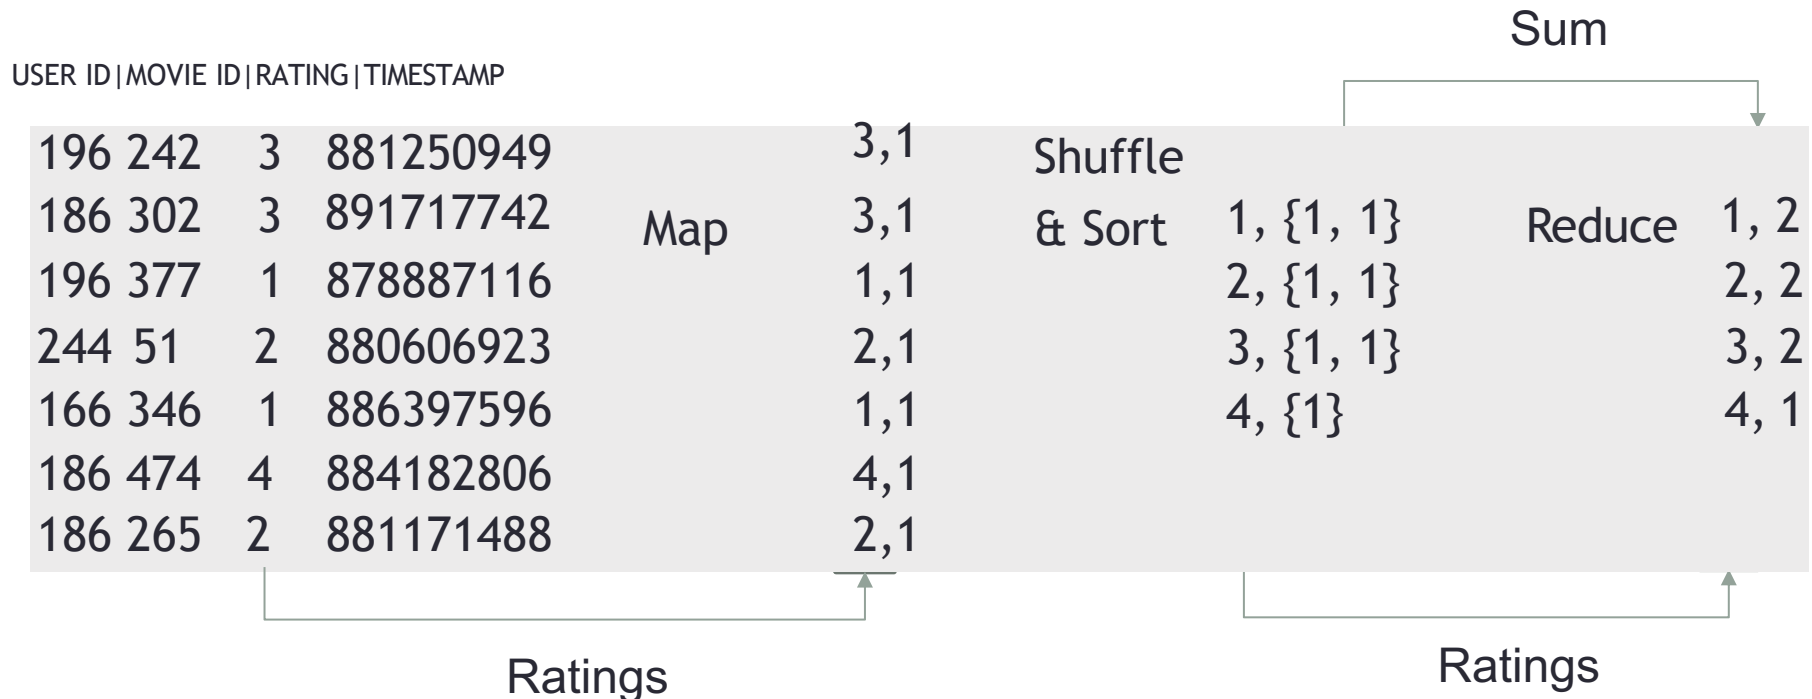 Sum
USER ID|MOVIE ID|RATING|TIMESTAMP
196 242 3 881250949 3,1 Shuffle
186 302 3 891717742 Map 3,1 & Sort 1, {1, 1} Reduce 1, 2
196 377 1 878887116 1,1 2, {1, 1} 2, 2
244 51 2 880606923 2,1 3, {1, 1} 3, 2
166 346 1 886397596 1,1 4, {1} 4, 1
186 474 4 884182806 4,1
186 265 2 881171488 2,1
Ratings Ratings